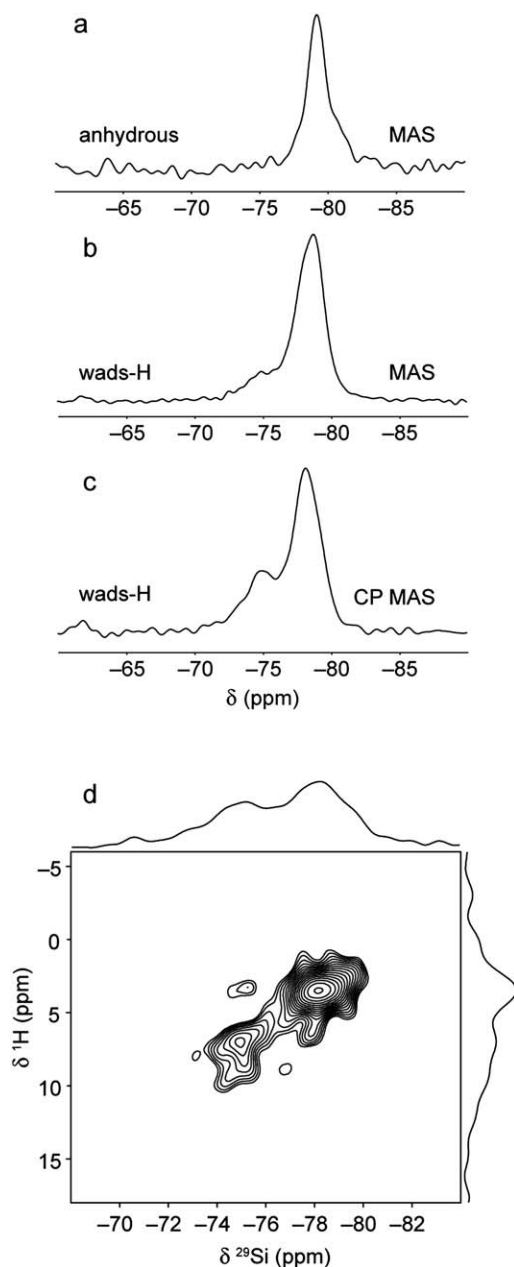 a
anhydrous MAS
–65 –70 –75 –80 –85
b
wads-H MAS
–65 –70 –75 –80 –85
c
wads-H CP MAS
–65 –70 –75 –80 –85
δ (ppm)
d
–5
0
5
10
15
δ ¹H (ppm)
–70 –72 –74 –76 –78 –80 –82
δ ²⁹Si (ppm)